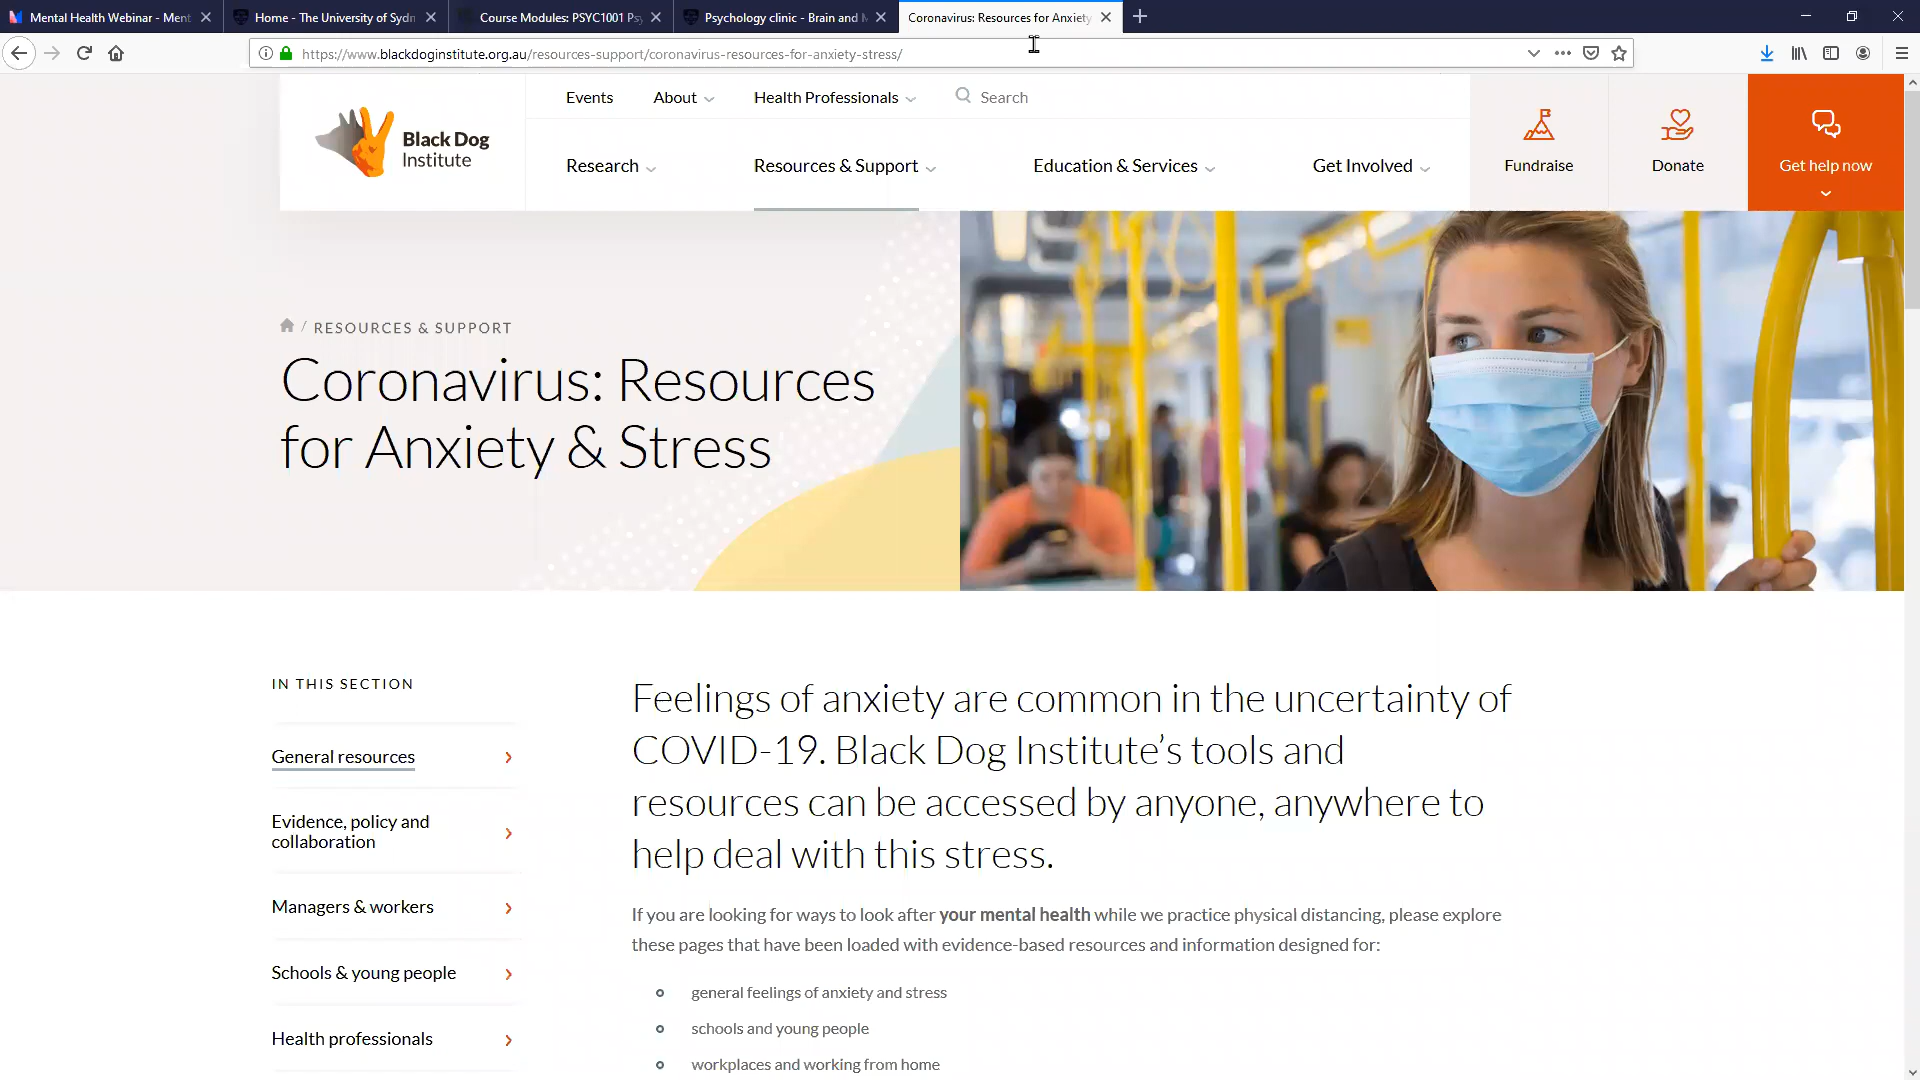 Mental Health Webinar - Ment
Home - The University of Sydn
Course Modules: PSYC1001 Psy
Psychology clinic - Brain and M
Coronavirus: Resources for Anxiety
https://www.blackdoginstitute.org.au/resources-support/coronavirus-resources-for-anxiety-stress/
Black Dog
Institute
Events
About
Health Professionals
Search
Research
Resources & Support
Education & Services
Get Involved
Fundraise
Donate
Get help now
/ RESOURCES & SUPPORT
Coronavirus: Resources
for Anxiety & Stress
IN THIS SECTION
General resources
Evidence, policy and
collaboration
Managers & workers
Schools & young people
Health professionals
Feelings of anxiety are common in the uncertainty of
COVID-19. Black Dog Institute’s tools and
resources can be accessed by anyone, anywhere to
help deal with this stress.
If you are looking for ways to look after your mental health while we practice physical distancing, please explore
these pages that have been loaded with evidence-based resources and information designed for:
general feelings of anxiety and stress
schools and young people
workplaces and working from home